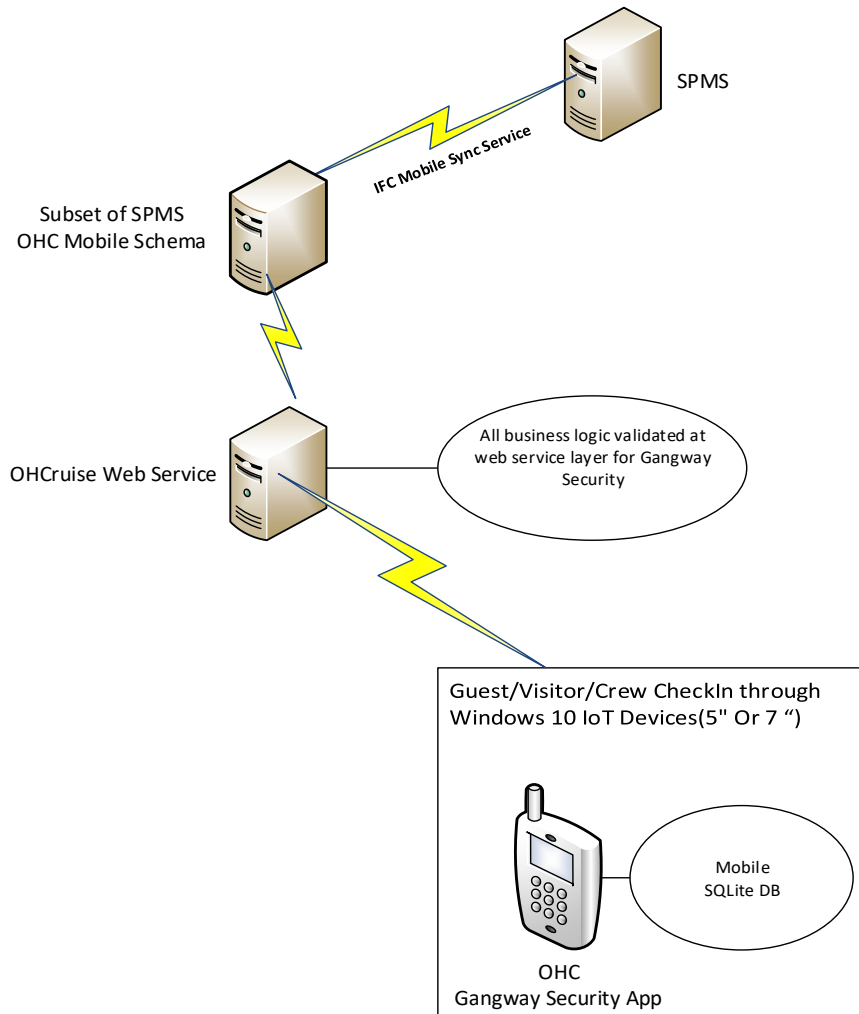 SPMS
IFC Mobile Sync Service
Subset of SPMS
OHC Mobile Schema
OHCruise Web Service
All business logic validated at
web service layer for Gangway
Security
Guest/Visitor/Crew CheckIn through
Windows 10 IoT Devices(5" Or 7 “)
Mobile
SQLite DB
OHC
Gangway Security App